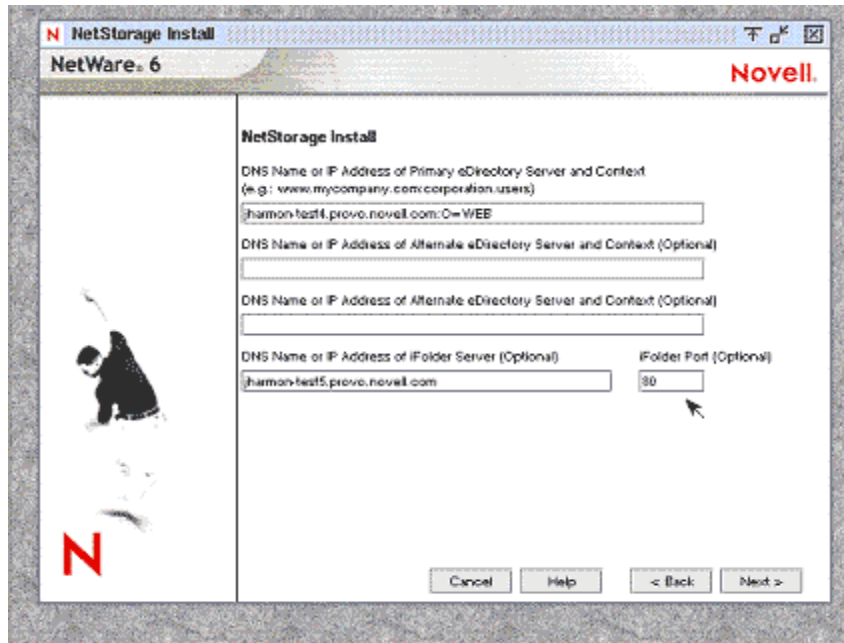 NetStorage Install
NetWare. 6
Novell.
NetStorage Install
DNS Name or IP Address of Primary eDirectory Server and Context
(e.g.: www.mycompany.com:corporation.users)
jharmon-test4.provo.novell.com:O=WEB
DNS Name or IP Address of Alternate eDirectory Server and Context (Optional)
DNS Name or IP Address of Alternate eDirectory Server and Context (Optional)
DNS Name or IP Address of iFolder Server (Optional) iFolder Port (Optional)
jharmon-test5.provo.novell.com 80
Cancel Help < Back Next >